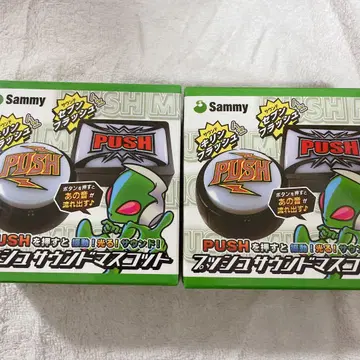 Sammy
PUSH
PUSH
ボタンを押すと
あの音が
流れ出す♪
PUSHを押すと振動!光る!サウンド!
プッシュサウンドマスコット
Sammy
PUSH
PUSH
ボタンを押すと
あの音が
流れ出す♪
PUSHを押すと振動!光る!サウン
プッシュサウンドマスコ